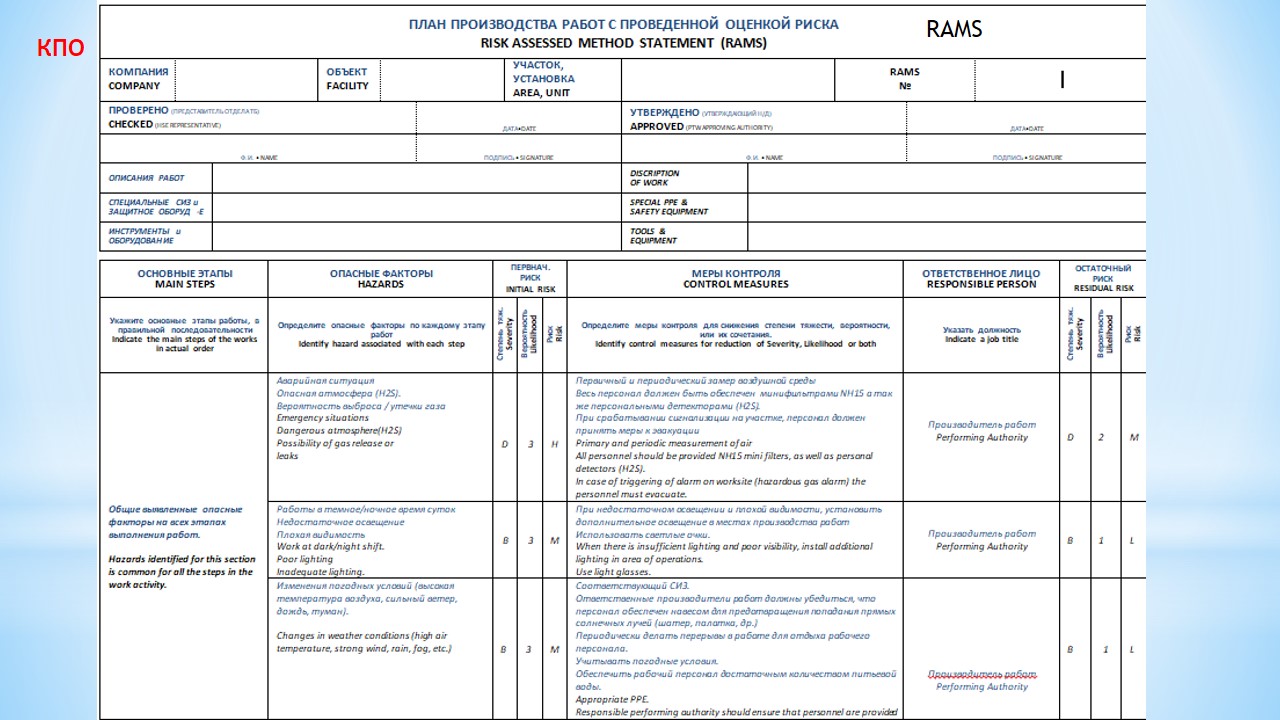 КПО
ПЛАН ПРОИЗВОДСТВА РАБОТ С ПРОВЕДЕННОЙ ОЦЕНКОЙ РИСКА
RISK ASSESSED METHOD STATEMENT (RAMS)
RAMS
КОМПАНИЯ
COMPANY
ОБЪЕКТ
FACILITY
УЧАСТОК,
УСТАНОВКА
AREA, UNIT
RAMS
№
ПРОВЕРЕНО (ПРЕДСТАВИТЕЛЬ ОТДЕЛА ТБ)
CHECKED (HSE REPRESENTATIVE)
ДАТА•DATE
УТВЕРЖДЕНО (УТВЕРЖДАЮЩИЙ Н/Д)
APPROVED (PTW APPROVING AUTHORITY)
ДАТА•DATE
Ф.И. • NAME
ПОДПИСЬ • SIGNATURE
Ф.И. • NAME
ПОДПИСЬ • SIGNATURE
ОПИСАНИЯ РАБОТ
DISCRIPTION
OF WORK
СПЕЦИАЛЬНЫЕ СИЗ и
ЗАЩИТНОЕ ОБОРУД -Е
SPECIAL PPE &
SAFETY EQUIPMENT
ИНСТРУМЕНТЫ и
ОБОРУДОВАНИЕ
TOOLS &
EQUIPMENT
ОСНОВНЫЕ ЭТАПЫ
MAIN STEPS
ОПАСНЫЕ ФАКТОРЫ
HAZARDS
ПЕРВНАЧ.
РИСК
INITIAL RISK
МЕРЫ КОНТРОЛЯ
CONTROL MEASURES
ОТВЕТСТВЕННОЕ ЛИЦО
RESPONSIBLE PERSON
ОСТАТОЧНЫЙ
РИСК
RESIDUAL RISK
Укажите основные этапы работы, в
правильной последовательности
Indicate the main steps of the works
in actual order
Определите опасные факторы по каждому этапу
работ
Identify hazard associated with each step
Степень тяж.
Severity
Вероятность
Likelihood
Риск
Risk
Определите меры контроля для снижения степени тяжести, вероятности,
или их сочетания.
Identify control measures for reduction of Severity, Likelihood or both
Указать должность
Indicate a job title
Степень тяж.
Severity
Вероятность
Likelihood
Риск
Risk
Общие выявленные опасные
факторы на всех этапах
выполнения работ.
Hazards identified for this section
is common for all the steps in the
work activity.
Аварийная ситуация
Опасная атмосфера (H2S).
Вероятность выброса / утечки газа
Emergency situations
Dangerous atmosphere(H2S)
Possibility of gas release or
leaks
D
3
H
Первичный и периодический замер воздушной среды
Весь персонал должен быть обеспечен минифильтрами NH15 а так
же персональными детекторами (H2S).
При срабатывании сигнализации на участке, персонал должен
принять меры к эвакуации
Primary and periodic measurement of air
All personnel should be provided NH15 mini filters, as well as personal
detectors (H2S).
In case of triggering of alarm on worksite (hazardous gas alarm) the
personnel must evacuate.
Производитель работ
Performing Authority
D
2
M
Работы в темное/ночное время суток
Недостаточное освещение
Плохая видимость
Work at dark/night shift.
Poor lighting
Inadequate lighting.
B
3
M
При недостаточном освещении и плохой видимости, установить
дополнительное освещение в местах производства работ
Использовать светлые очки.
When there is insufficient lighting and poor visibility, install additional
lighting in area of operations.
Use light glasses.
Производитель работ
Performing Authority
B
1
L
Изменения погодных условий (высокая
температура воздуха, сильный ветер,
дождь, туман).
Changes in weather conditions (high air
temperature, strong wind, rain, fog, etc.)
B
3
M
Соответствующий СИЗ.
Ответственные производители работ должны убедиться, что
персонал обеспечен навесом для предотвращения попадания прямых
солнечных лучей (шатер, палатка, др.)
Периодически делать перерывы в работе для отдыха рабочего
персонала.
Учитывать погодные условия.
Обеспечить рабочий персонал достаточным количеством питьевой
воды.
Appropriate PPE.
Responsible performing authority should ensure that personnel are provided
Производитель работ
Performing Authority
B
1
L